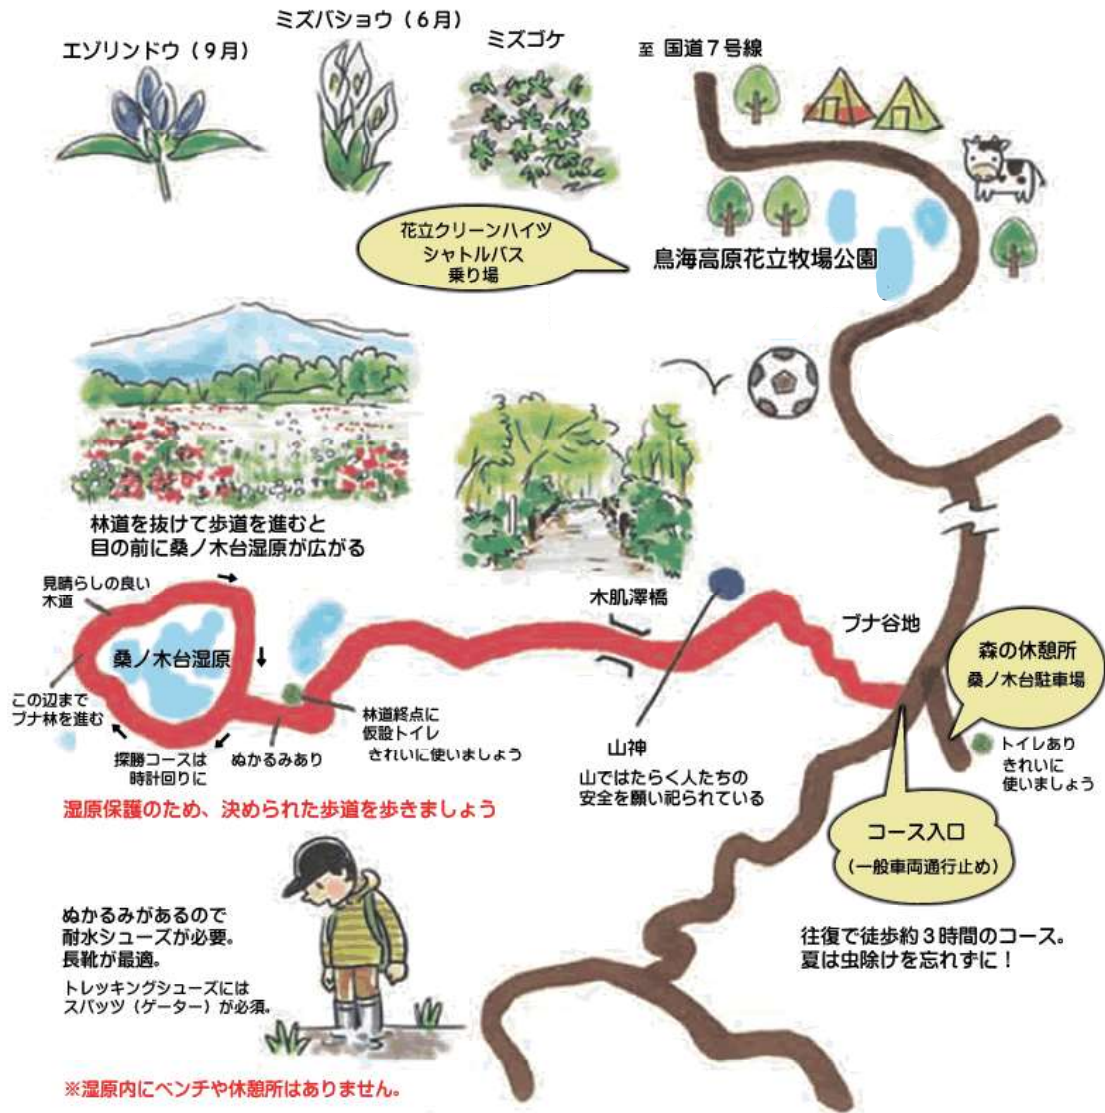 ミズバショウ(6月)
エゾリンドウ(9月)
ミズゴケ
至 国道7号線
花立クリーンハイツ
シャトルバス
乗り場
鳥海高原花立牧場公園
林道を抜けて歩道を進むと
目の前に桑ノ木台湿原が広がる
見晴らしの良い
木道
木肌澤橋
ブナ谷地
桑ノ木台湿原
森の休憩所
桑ノ木台駐車場
この辺まで
ブナ林を進む
林道終点に
仮設トイレ
きれいに使いましょう
探勝コースは
時計回りに
ぬかるみあり
山神
山ではたらく人たちの
安全を願い祀られている
トイレあり
きれいに
使いましょう
湿原保護のため、決められた歩道を歩きましょう
コース入口
(一般車両通行止め)
ぬかるみがあるので
耐水シューズが必要。
長靴が最適。
トレッキングシューズには
スパッツ(ゲーター)が必須。
往復で徒歩約3時間のコース。
夏は虫除けを忘れずに!
※湿原内にベンチや休憩所はありません。